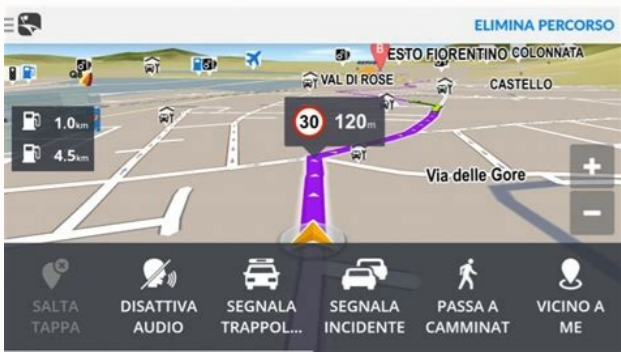 ELIMINA PERCORSO
B ESTO FIORENTINO COLONNATA
Q8
VAL DI ROSE
CASTELLO
30 120m
1.0km
4.5km
Via delle Gore
+
-
SALTA
TAPPA
DISATTIVA
AUDIO
SEGNALA
TRAPPOL...
SEGNALA
INCIDENTE
PASSA A
CAMMINAT
VICINO A
ME